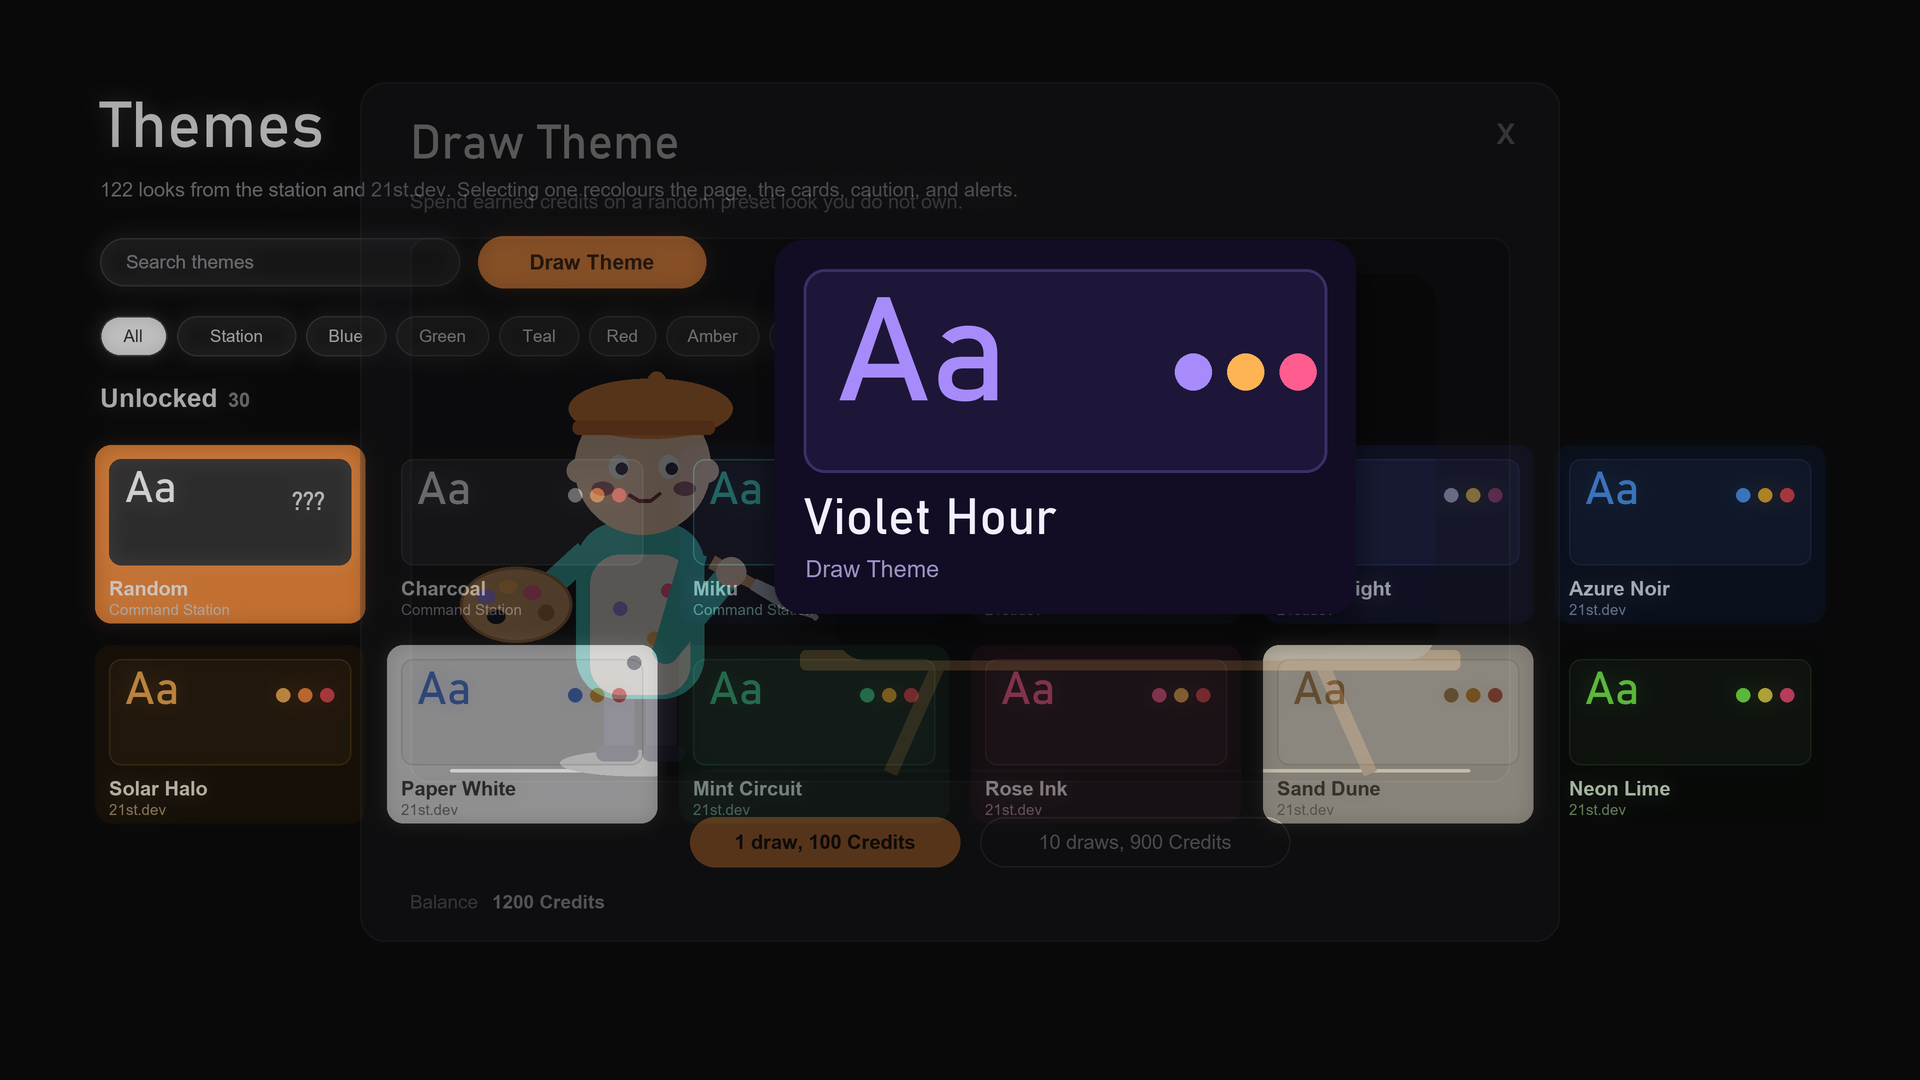 Themes
Draw Theme
X
122 looks from the station and 21st.dev. Selecting one recolours the page, the cards, caution, and alerts.
Spend earned credits on a random preset look you do not own.
Search themes
Draw Theme
All
Station
Blue
Green
Teal
Red
Amber
Unlocked 30
Aa
Violet Hour
Draw Theme
Aa
???
Random
Command Station
Aa
Charcoal
Command Station
Aa
Miku
Command
ight
Aa
Azure Noir
21st.dev
Aa
Solar Halo
21st.dev
Aa
Paper White
21st.dev
Aa
Mint Circuit
21st.dev
Aa
Rose Ink
21st.dev
Aa
Sand Dune
21st.dev
Aa
Neon Lime
21st.dev
1 draw, 100 Credits
10 draws, 900 Credits
Balance 1200 Credits